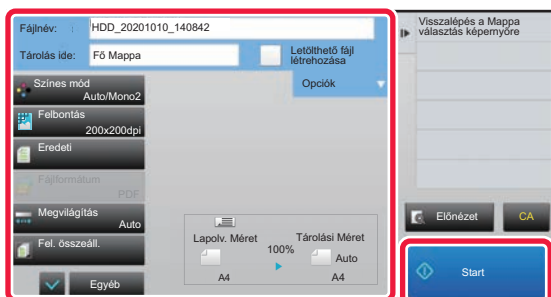 Fájlnév: : HDD_20201010_140842
Tárolás ide: Fő Mappa
Letölthető fájl
létrehozása
Opciók
Színes mód
Auto/Mono2
Felbontás
200x200dpi
Eredeti
Fájlformátum
PDF
Megvilágítás
Auto
Fel. összeáll.
Egyéb
Lapolv. Méret
100%
Tárolási Méret
Auto
A4
A4
Visszalépés a Mappa
választás képernyőre
Előnézet
CA
Start